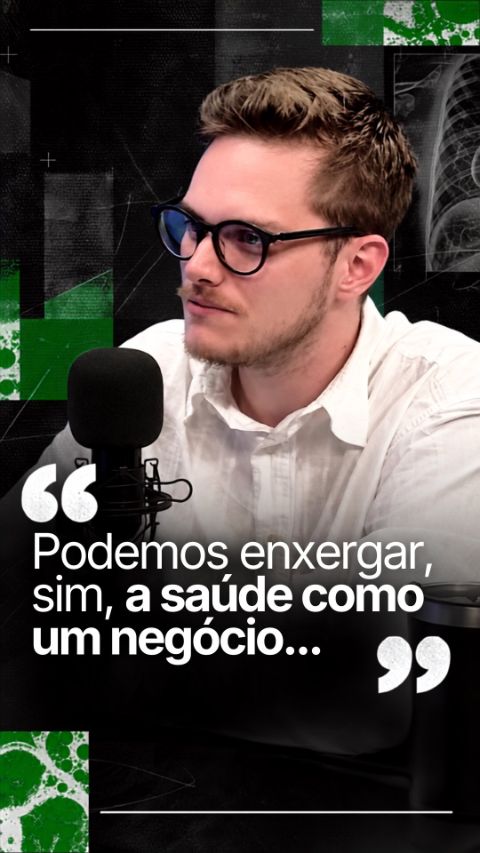 “
Podemos enxergar,
sim, a saúde como
um negócio...
”